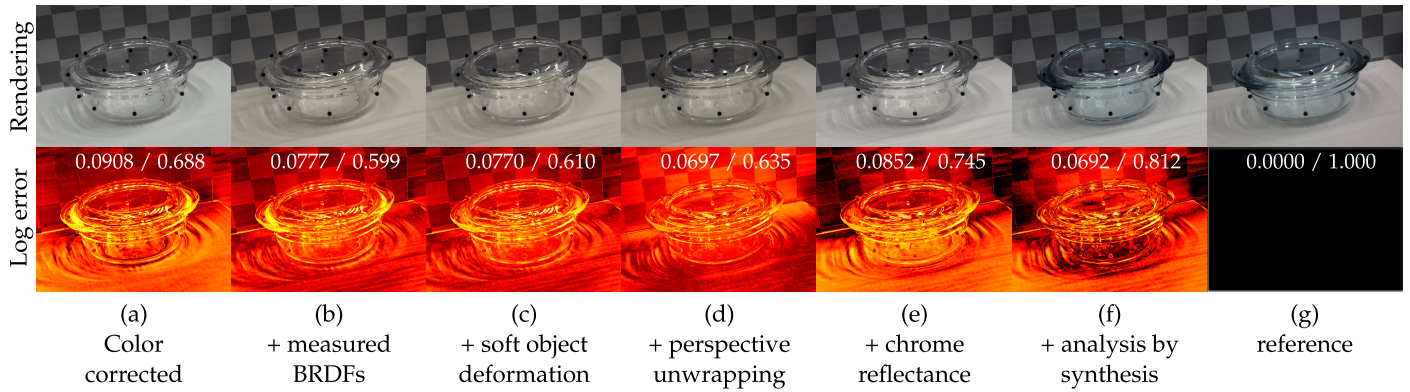 Rendering
Log error
0.0908 / 0.688
0.0777 / 0.599
0.0770 / 0.610
0.0697 / 0.635
0.0852 / 0.745
0.0692 / 0.812
0.0000 / 1.000
(a)
Color
corrected
(b)
+ measured
BRDFs
(c)
+ soft object
deformation
(d)
+ perspective
unwrapping
(e)
+ chrome
reflectance
(f)
+ analysis by
synthesis
(g)
reference